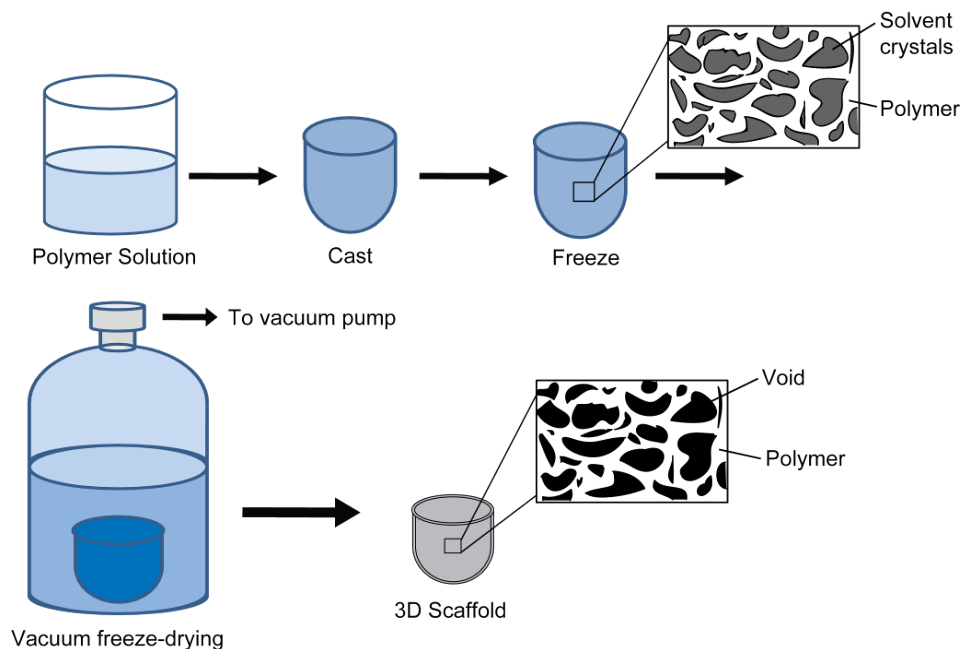 Solvent
crystals
Polymer
Polymer Solution
Cast
Freeze
To vacuum pump
Void
Polymer
3D Scaffold
Vacuum freeze-drying